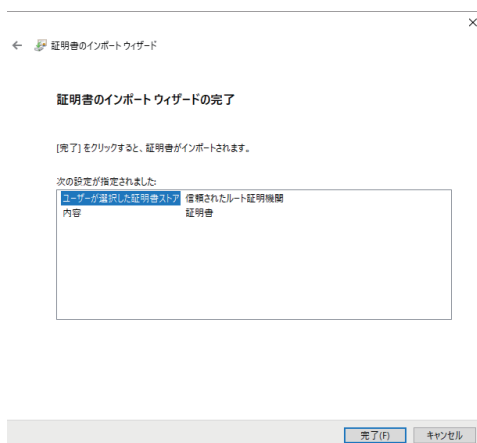 証明書のインポート ウィザード
証明書のインポート ウィザードの完了
[完了] をクリックすると、証明書がインポートされます。
次の設定が指定されました:
ユーザーが選択した証明書ストア 信頼されたルート証明機関
内容 証明書
完了(F) キャンセル